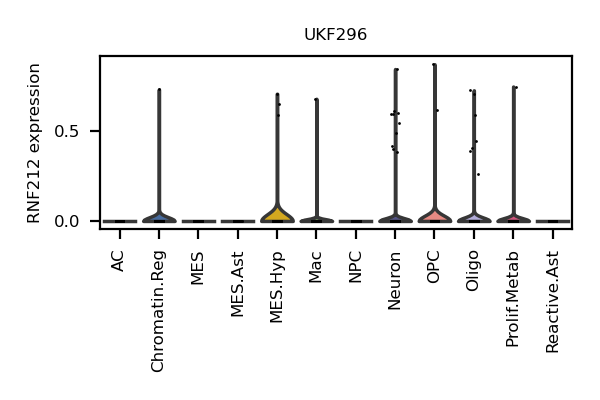 UKF296
RNF212 expression
0.5
0.0
AC
Chromatin.Reg
MES
MES.Ast
MES.Hyp
Mac
NPC
Neuron
OPC
Oligo
Prolif.Metab
Reactive.Ast